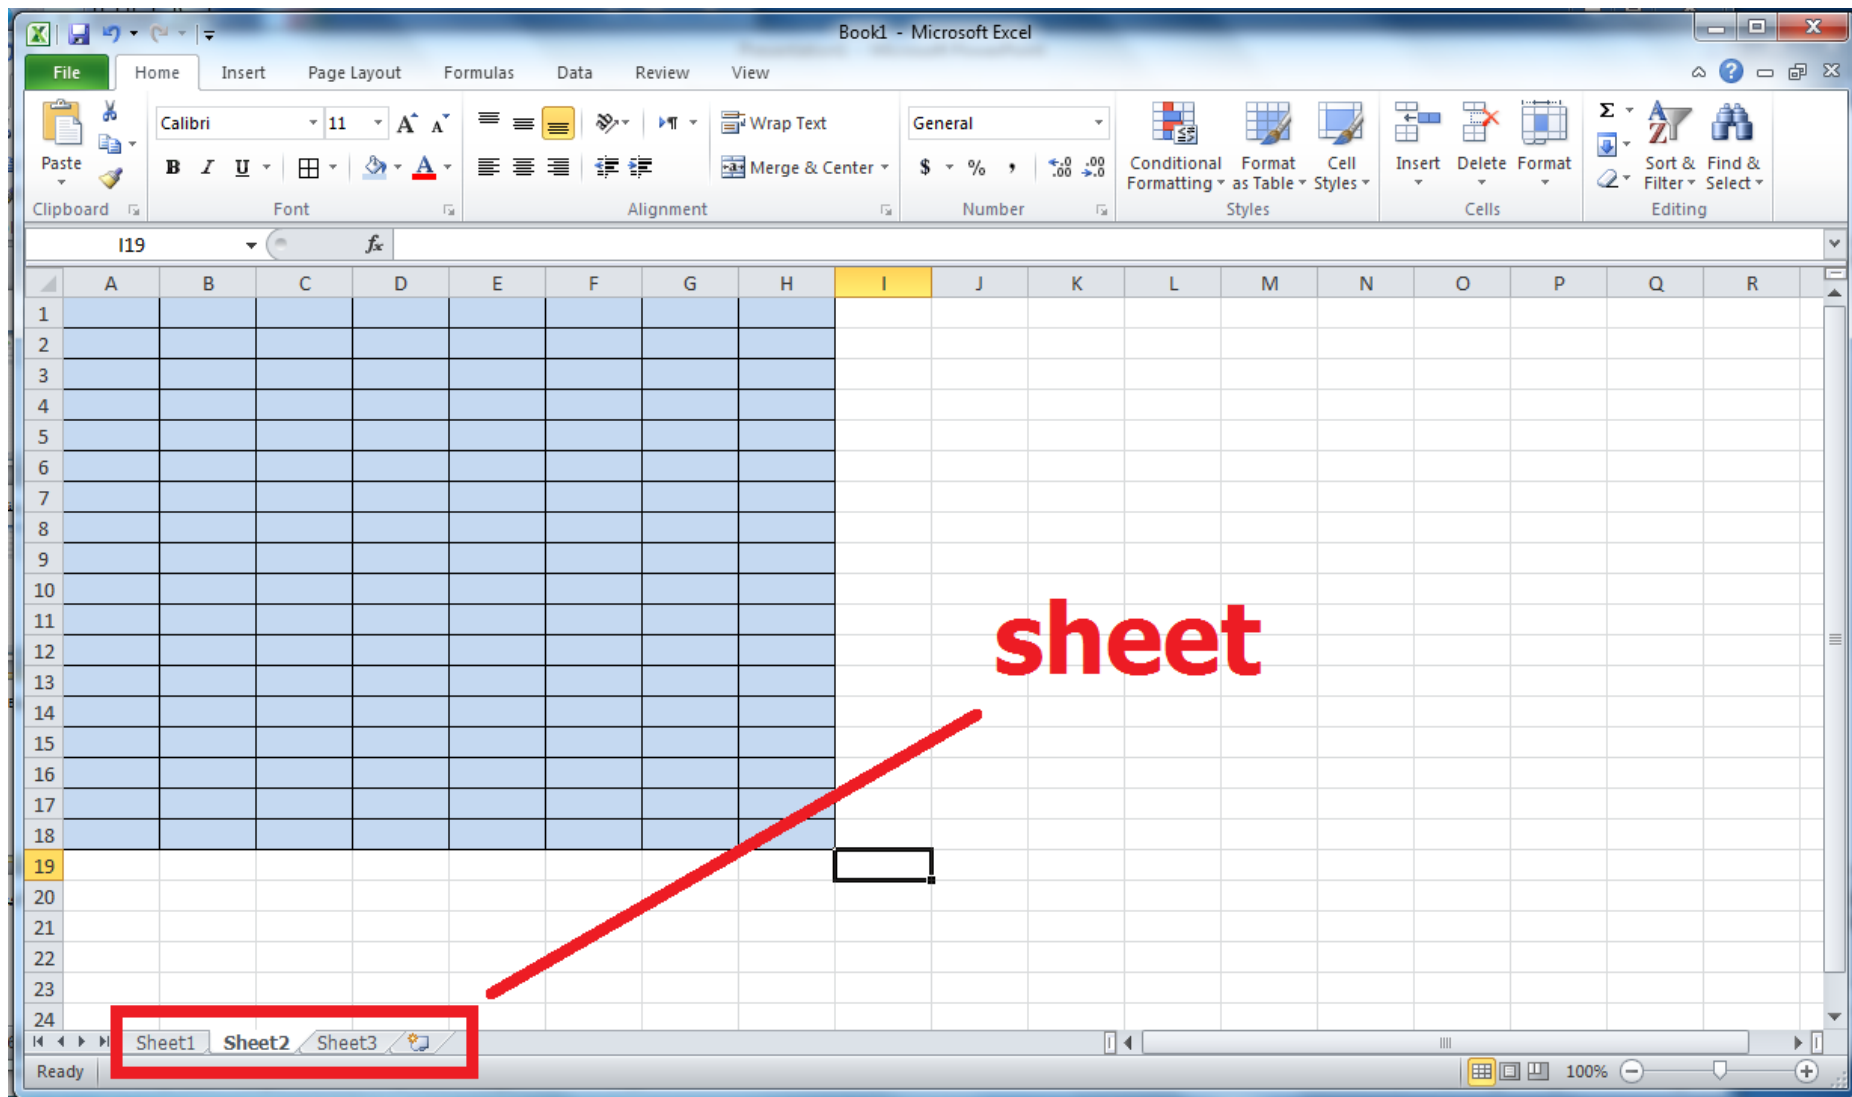 Book1 - Microsoft Excel
File Home Insert Page Layout Formulas Data Review View
Calibri 11 A A Wrap Text General
Paste B I U A Merge & Center $ % , Conditional Formatting Format as Table Cell Styles Insert Delete Format Σ Sort & Filter Find & Select
Clipboard Font Alignment Number Styles Cells Editing
I19 fx
A B C D E F G H I J K L M N O P Q R
1
2
3
4
5
6
7
8
9
10
11
12
13
14
15
16
17
18
19
20
21
22
23
24
sheet
Sheet1 Sheet2 Sheet3
Ready 100%